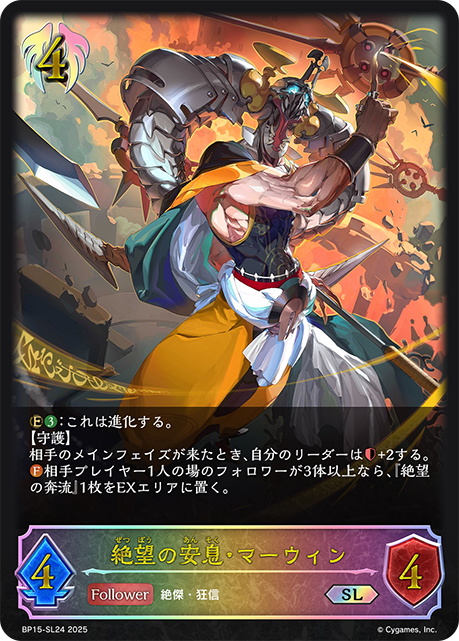 4
E3:これは進化する。
【守護】
相手のメインフェイズが来たとき、自分のリーダーは+2する。
F相手プレイヤー1人の場のフォロワーが3体以上なら、『絶望
の奔流』1枚をEXエリアに置く。
ぜつ ぼう あん そく
絶望の安息・マーウィン
4
Follower 絶傑・狂信 SL
4
BP15-SL24 2025 © Cygames, Inc.